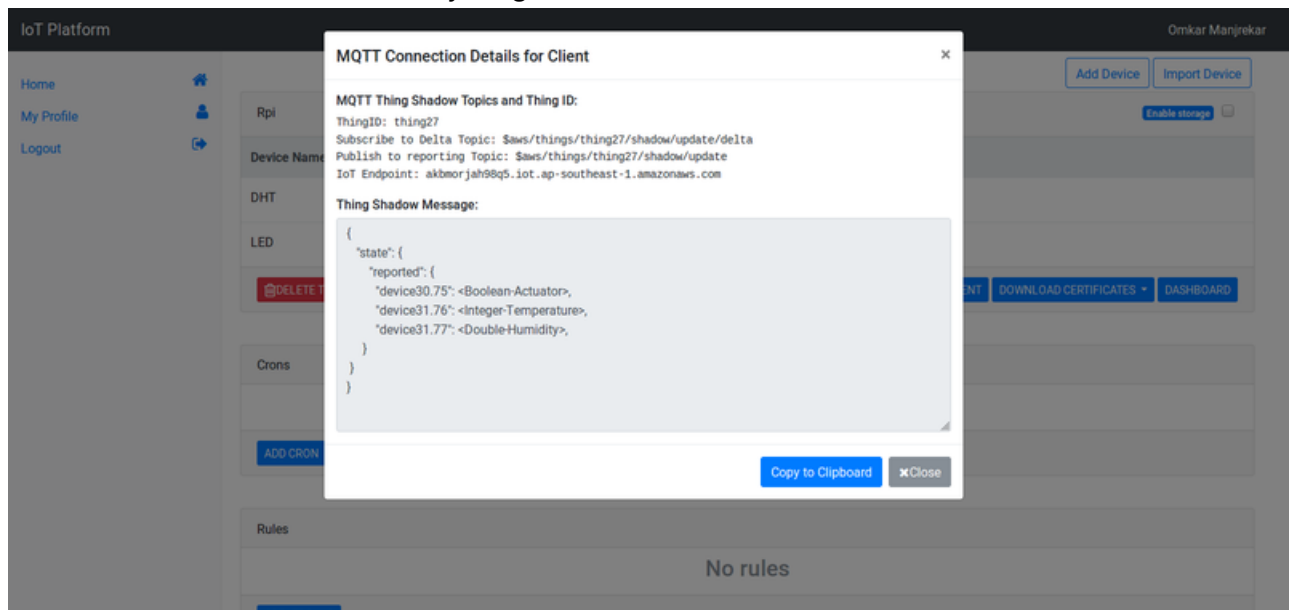 IoT Platform
Omkar Manjrekar
Home
My Profile
Logout
Add Device
Import Device
Rpi
Enable storage
Device Name
DHT
LED
DELETE T
ENT
DOWNLOAD CERTIFICATES
DASHBOARD
Crons
ADD CRON
Rules
No rules
MQTT Connection Details for Client
×
MQTT Thing Shadow Topics and Thing ID:
ThingID: thing27
Subscribe to Delta Topic: $aws/things/thing27/shadow/update/delta
Publish to reporting Topic: $aws/things/thing27/shadow/update
IoT Endpoint: akbmorjah98q5.iot.ap-southeast-1.amazonaws.com
Thing Shadow Message:
{
"state": {
"reported": {
"device30.75": <Boolean-Actuator>,
"device31.76": <Integer-Temperature>,
"device31.77": <Double-Humidity>,
}
}
}
Copy to Clipboard
×Close